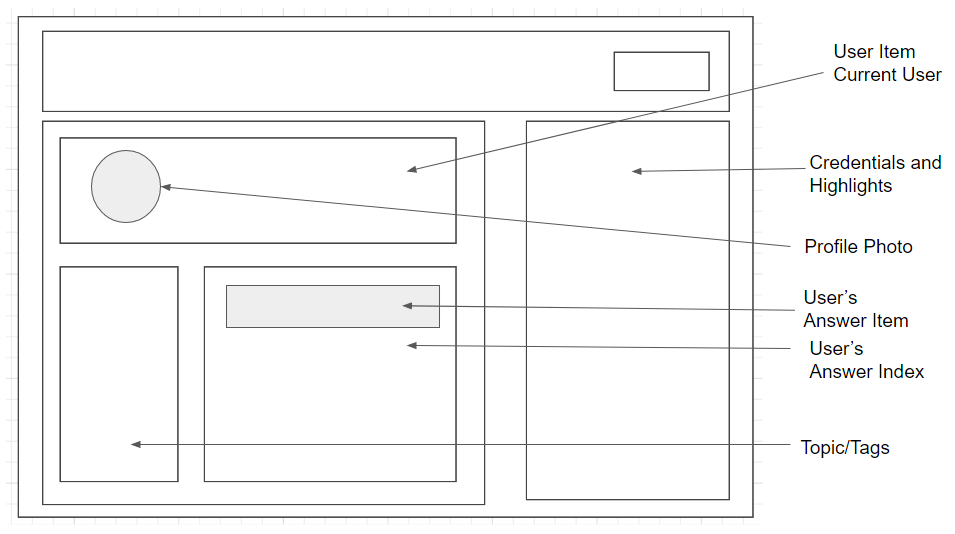 User Item
Current User
Credentials and
Highlights
Profile Photo
User’s
Answer Item
User’s
Answer Index
Topic/Tags